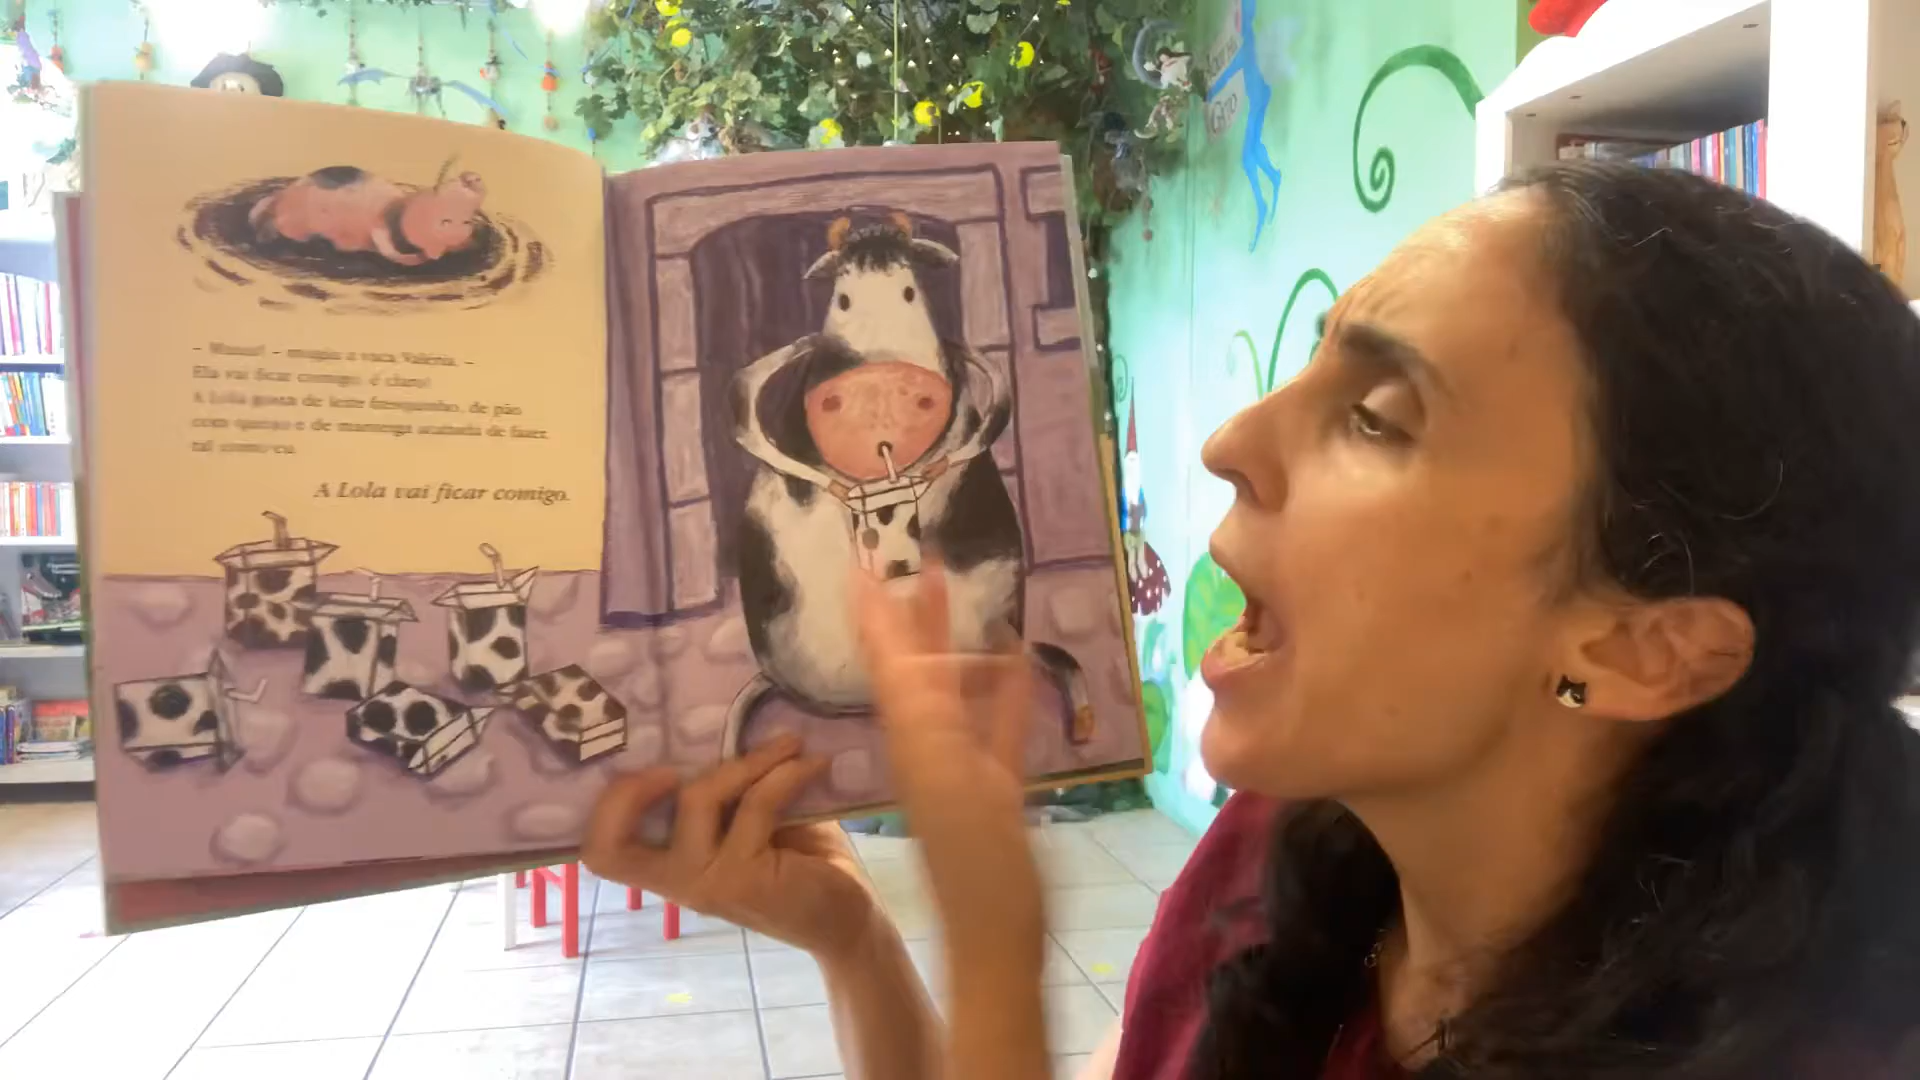 – Muuu! – mugiu a vaca Valéria. –
Ela vai ficar comigo, é claro!
A Lola gosta de leite fresquinho, de pão
com queijo e de manteiga acabada de fazer,
tal como eu.
A Lola vai ficar comigo.
GATO